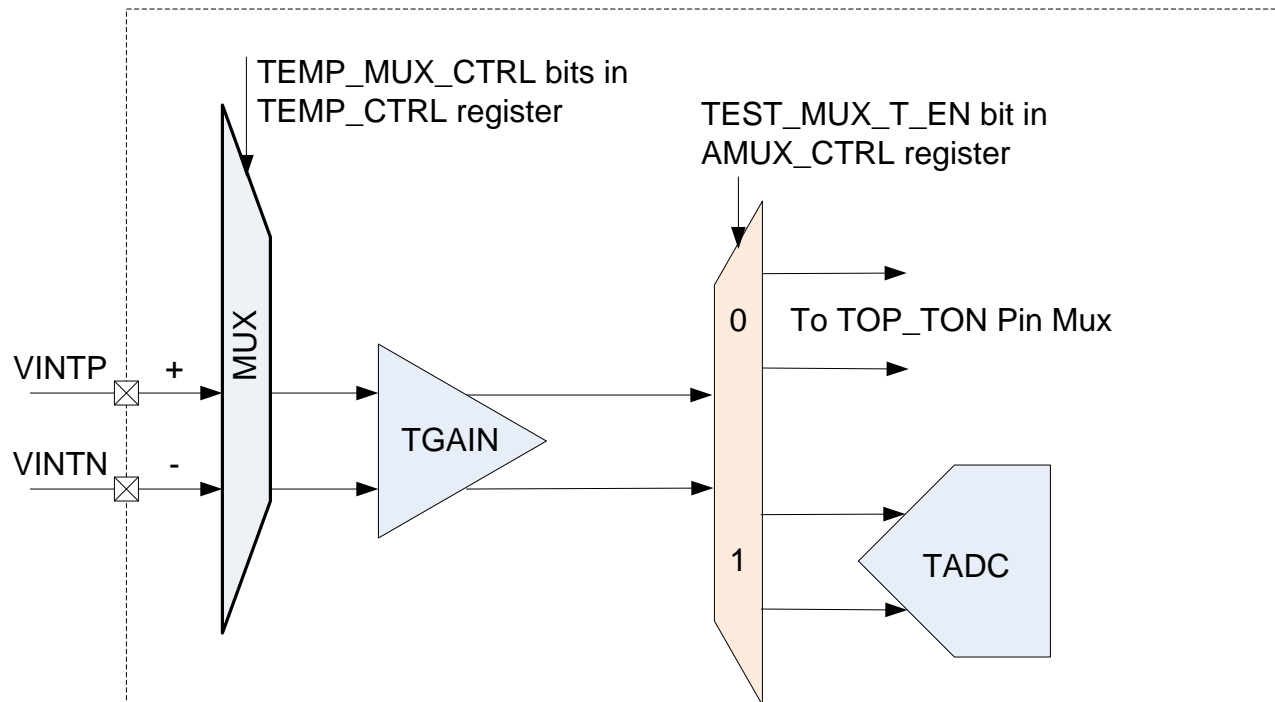 TEMP_MUX_CTRL bits in
TEMP_CTRL register
TEST_MUX_T_EN bit in
AMUX_CTRL register
MUX
0
To TOP_TON Pin Mux
VINTP
+
TGAIN
VINTN
-
1
TADC